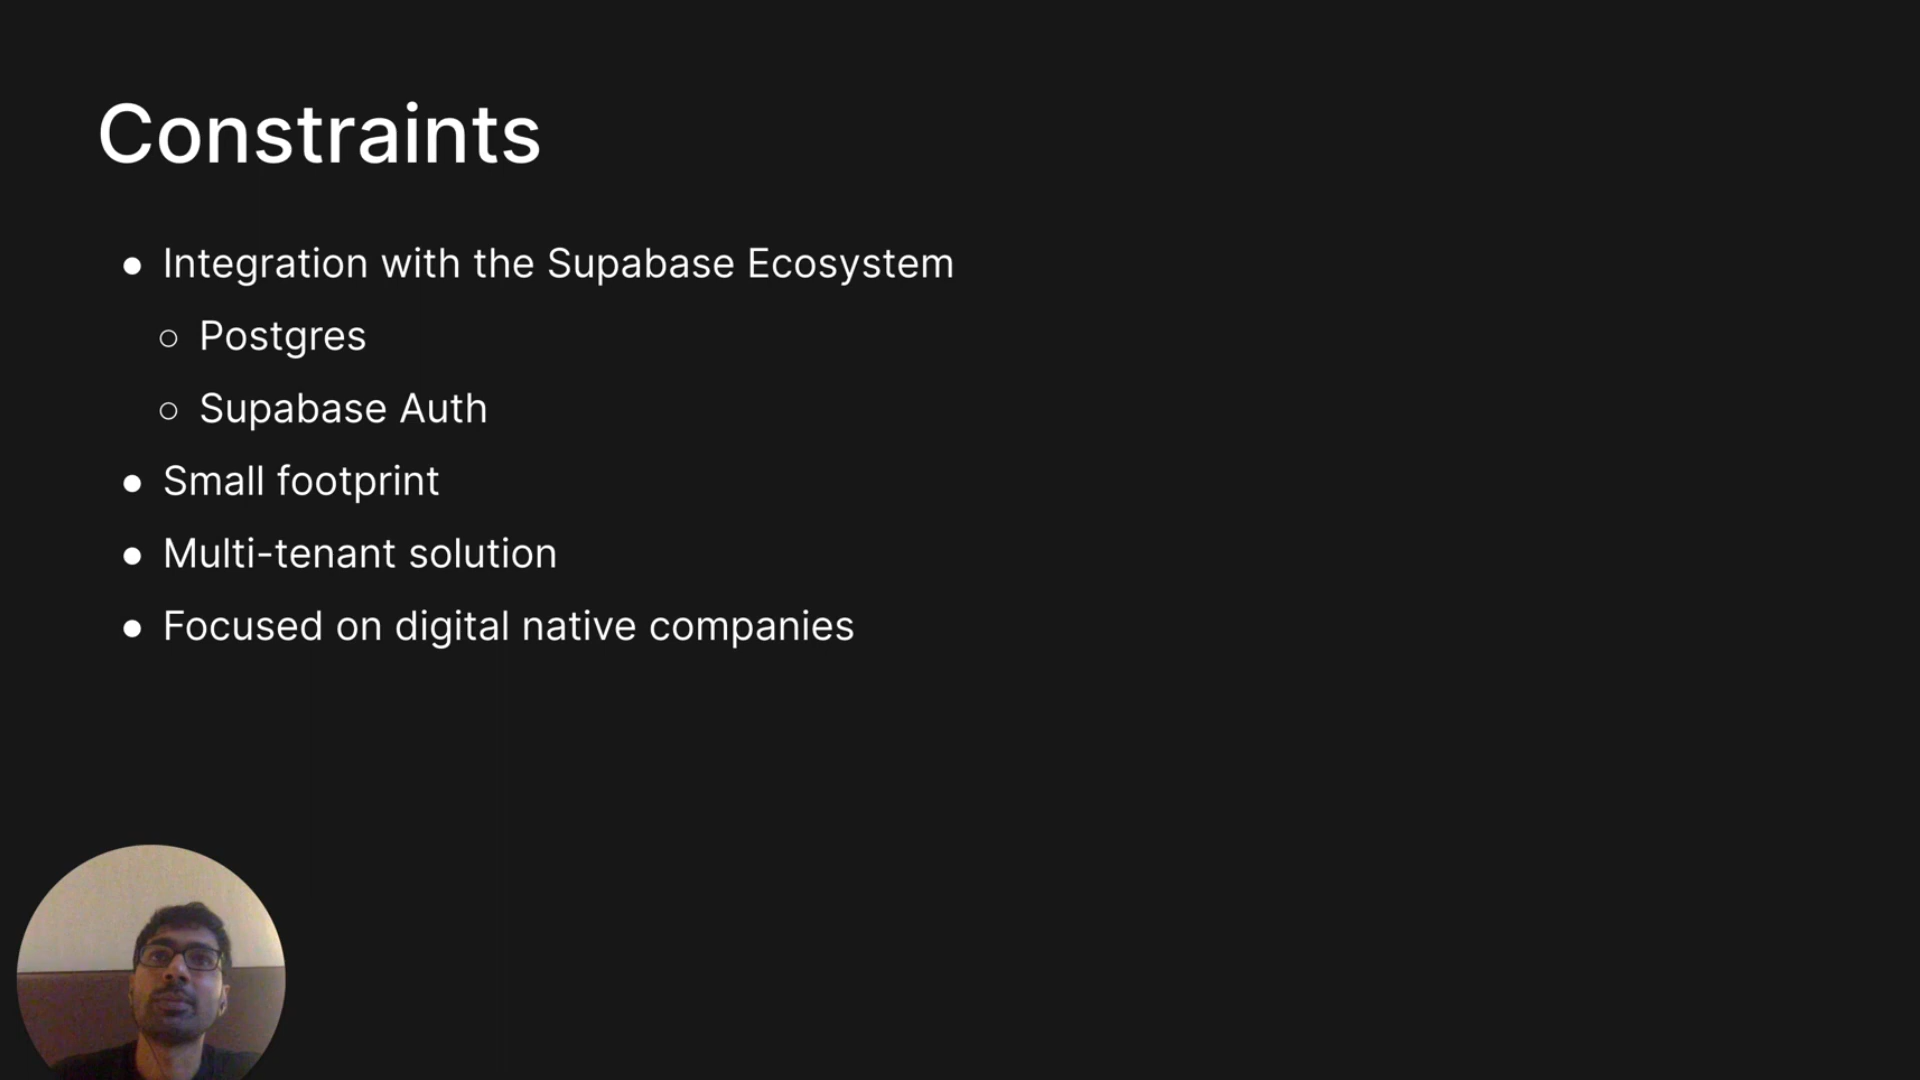 Constraints
● Integration with the Supabase Ecosystem
○ Postgres
○ Supabase Auth
● Small footprint
● Multi-tenant solution
● Focused on digital native companies